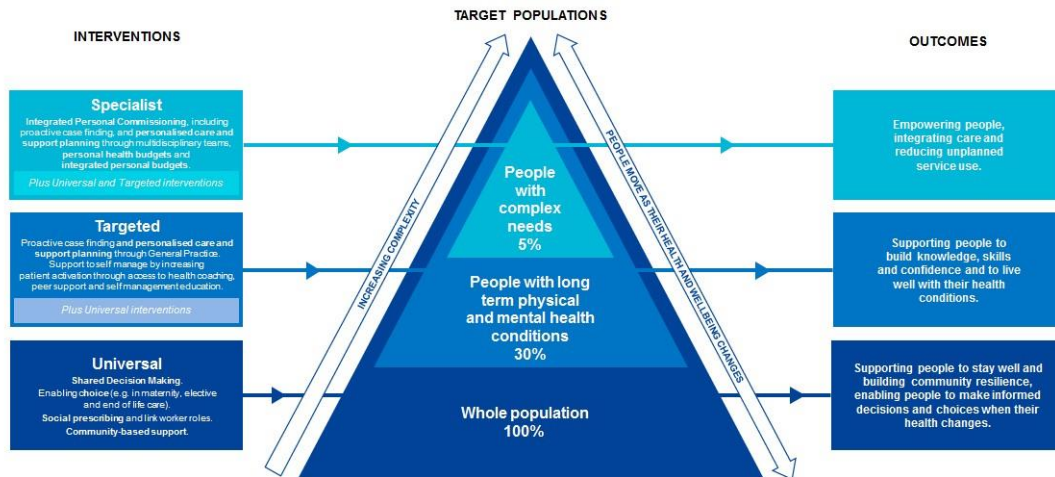 TARGET POPULATIONS
INTERVENTIONS
OUTCOMES
Specialist
Integrated Personal Commissioning, including
proactive case finding, and personalised care and
support planning through multidisciplinary teams,
personal health budgets and
integrated personal budgets.
Plus Universal and Targeted interventions
Targeted
Proactive case finding and personalised care and
support planning through General Practice.
Support to self manage by increasing
patient activation through access to health coaching,
peer support and self management education.
Plus Universal interventions
Universal
Shared Decision Making.
Enabling choice (e.g. in maternity, elective
and end of life care).
Social prescribing and link worker roles.
Community-based support.
INCREASING COMPLEXITY
People
with
complex
needs
5%
People with long
term physical
and mental health
conditions
30%
Whole population
100%
PEOPLE MOVE AS THEIR HEALTH AND WELLBEING CHANGES
Empowering people,
integrating care and
reducing unplanned
service use.
Supporting people to
build knowledge, skills
and confidence and to live
well with their health
conditions.
Supporting people to stay well and
building community resilience,
enabling people to make informed
decisions and choices when their
health changes.